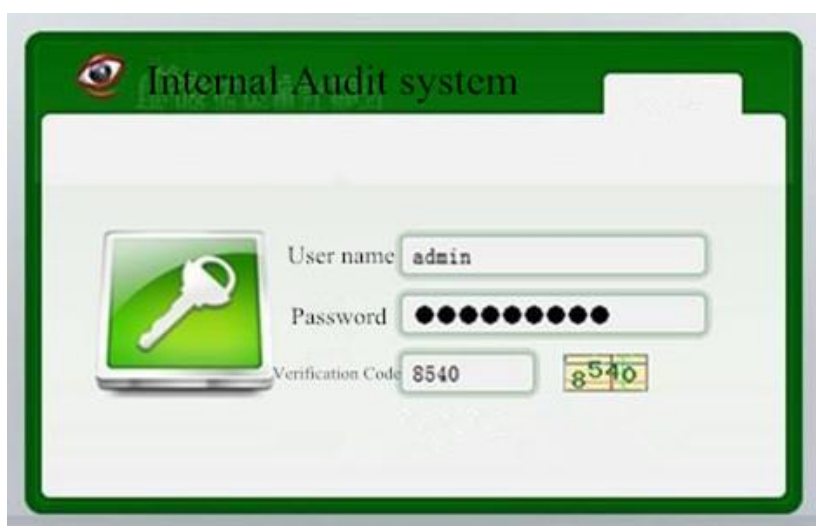 Internal Audit system
User name admin
Password ●●●●●●●●●
Verification Code 8540 8540